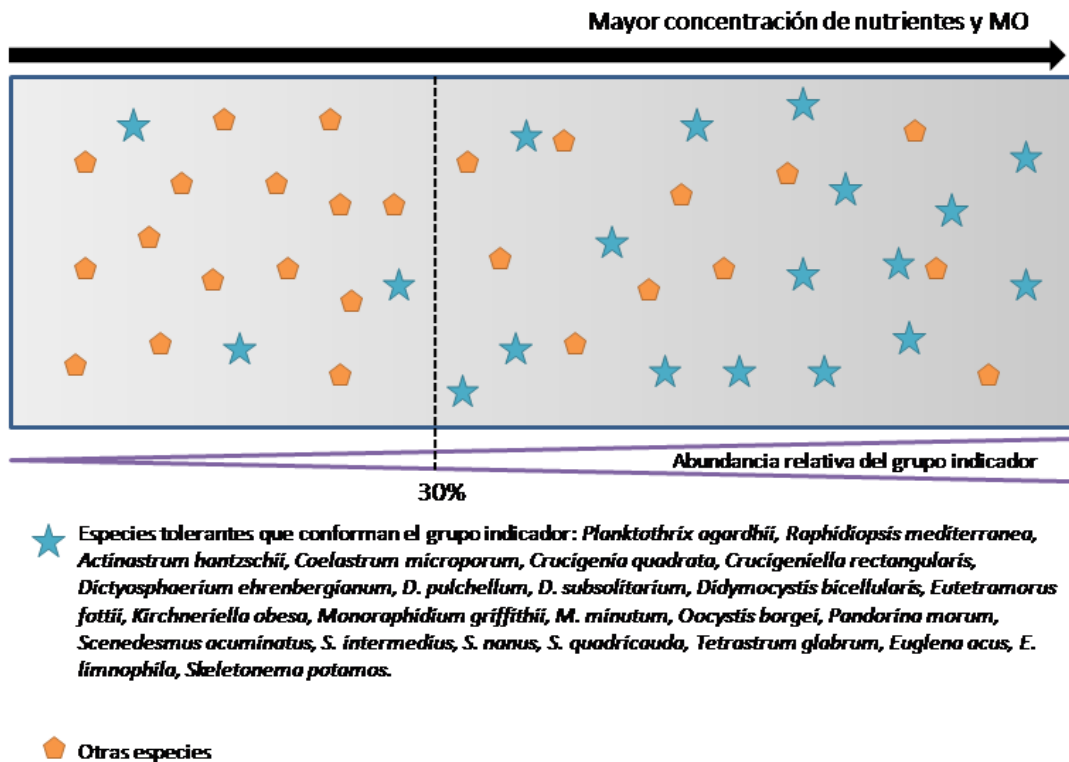 Mayor concentración de nutrientes y MO
Abundancia relativa del grupo indicador
30%
Especies tolerantes que conforman el grupo indicador: Planktothrix agardhii, Raphidiopsis mediterranea,
Actinastrum hantzschii, Coelastrum microporum, Crucigenia quadrata, Crucigeniella rectangularis,
Dictyosphaerium ehrenbergianum, D. pulchellum, D. subsolitarium, Didymocystis bicellularis, Eutetramorus
fottii, Kirchneriella obesa, Monoraphidium griffithii, M. minutum, Oocystis borgei, Pandorina morum,
Scenedesmus acuminatus, S. intermedius, S. nanus, S. quadricauda, Tetrastrum glabrum, Euglena acus, E.
limnophila, Skeletonema potamos.
Otras especies